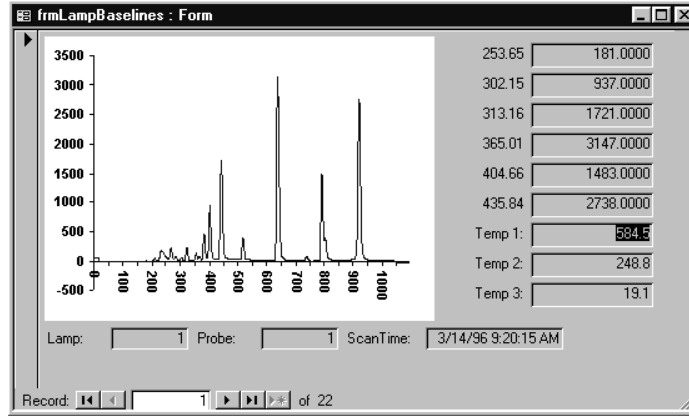 frmLampBaselines : Form
3500
3000
2500
2000
1500
1000
500
0
-500
0 100 200 300 400 500 600 700 800 900 1000
253.65 181.0000
302.15 937.0000
313.16 1721.0000
365.01 3147.0000
404.66 1483.0000
435.84 2738.0000
Temp 1: 584.5
Temp 2: 248.8
Temp 3: 19.1
Lamp: 1 Probe: 1 ScanTime: 3/14/96 9:20:15 AM
Record: 1 of 22